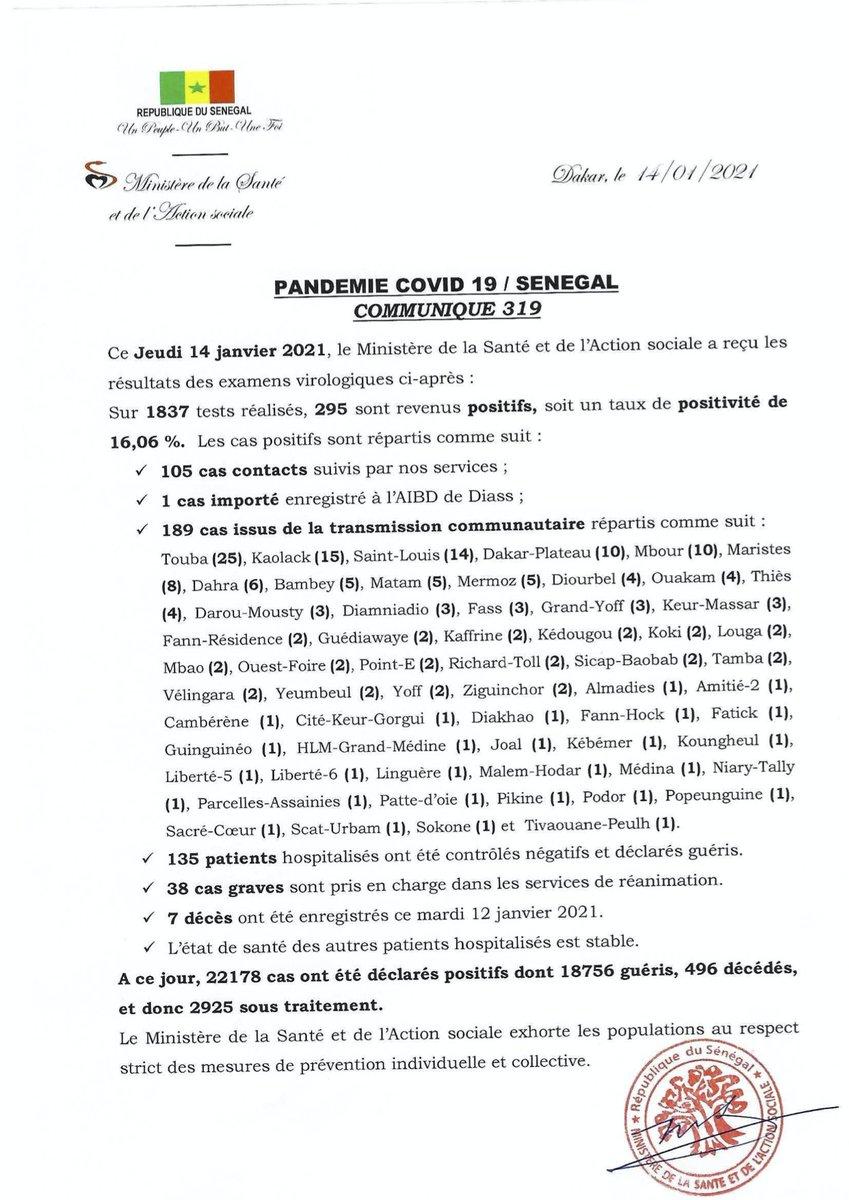 REPUBLIQUE DU SENEGAL
Un Peuple-Un But-Une Foi
Ministère de la Santé
et de l'Action sociale
Dakar, le 14/01/2021
PANDEMIE COVID 19 / SENEGAL
COMMUNIQUE 319
Ce Jeudi 14 janvier 2021, le Ministère de la Santé et de l'Action sociale a reçu les
résultats des examens virologiques ci-après :
Sur 1837 tests réalisés, 295 sont revenus positifs, soit un taux de positivité de
16,06 %. Les cas positifs sont répartis comme suit :
✓ 105 cas contacts suivis par nos services ;
✓ 1 cas importé enregistré à l'AIBD de Diass ;
✓ 189 cas issus de la transmission communautaire répartis comme suit :
Touba (25), Kaolack (15), Saint-Louis (14), Dakar-Plateau (10), Mbour (10), Maristes
(8), Dahra (6), Bambey (5), Matam (5), Mermoz (5), Diourbel (4), Ouakam (4), Thiès
(4), Darou-Mousty (3), Diamniadio (3), Fass (3), Grand-Yoff (3), Keur-Massar (3),
Fann-Résidence (2), Guédiawaye (2), Kaffrine (2), Kédougou (2), Koki (2), Louga (2),
Mbao (2), Ouest-Foire (2), Point-E (2), Richard-Toll (2), Sicap-Baobab (2), Tamba (2),
Vélingara (2), Yeumbeul (2), Yoff (2), Ziguinchor (2), Almadies (1), Amitié-2 (1),
Cambérène (1), Cité-Keur-Gorgui (1), Diakhao (1), Fann-Hock (1), Fatick (1),
Guinguinéo (1), HLM-Grand-Médine (1), Joal (1), Kébémer (1), Koungheul (1),
Liberté-5 (1), Liberté-6 (1), Linguère (1), Malem-Hodar (1), Médina (1), Niary-Tally
(1), Parcelles-Assainies (1), Patte-d'oie (1), Pikine (1), Podor (1), Popeunguine (1),
Sacré-Cœur (1), Scat-Urbam (1), Sokone (1) et Tivaouane-Peulh (1).
✓ 135 patients hospitalisés ont été contrôlés négatifs et déclarés guéris.
✓ 38 cas graves sont pris en charge dans les services de réanimation.
✓ 7 décès ont été enregistrés ce mardi 12 janvier 2021.
✓ L'état de santé des autres patients hospitalisés est stable.
A ce jour, 22178 cas ont été déclarés positifs dont 18756 guéris, 496 décédés,
et donc 2925 sous traitement.
Le Ministère de la Santé et de l'Action sociale exhorte les populations au respect
strict des mesures de prévention individuelle et collective.
République du Sénégal
MINISTÈRE DE LA SANTÉ ET DE L'ACTION SOCIALE